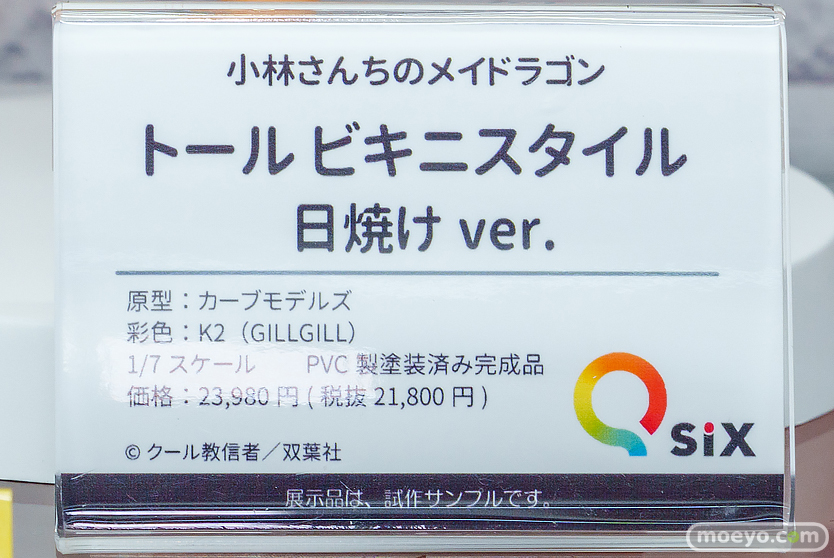 小林さんちのメイドラゴン
トール ビキニスタイル
日焼け ver.
原型：カーブモデルズ
彩色：K2（GILLGILL）
1/7 スケール　　PVC 製塗装済み完成品
価格：23,980 円 ( 税抜 21,800 円 )
© クール教信者／双葉社
SiX
展示品は、試作サンプルです。
moeyo.com